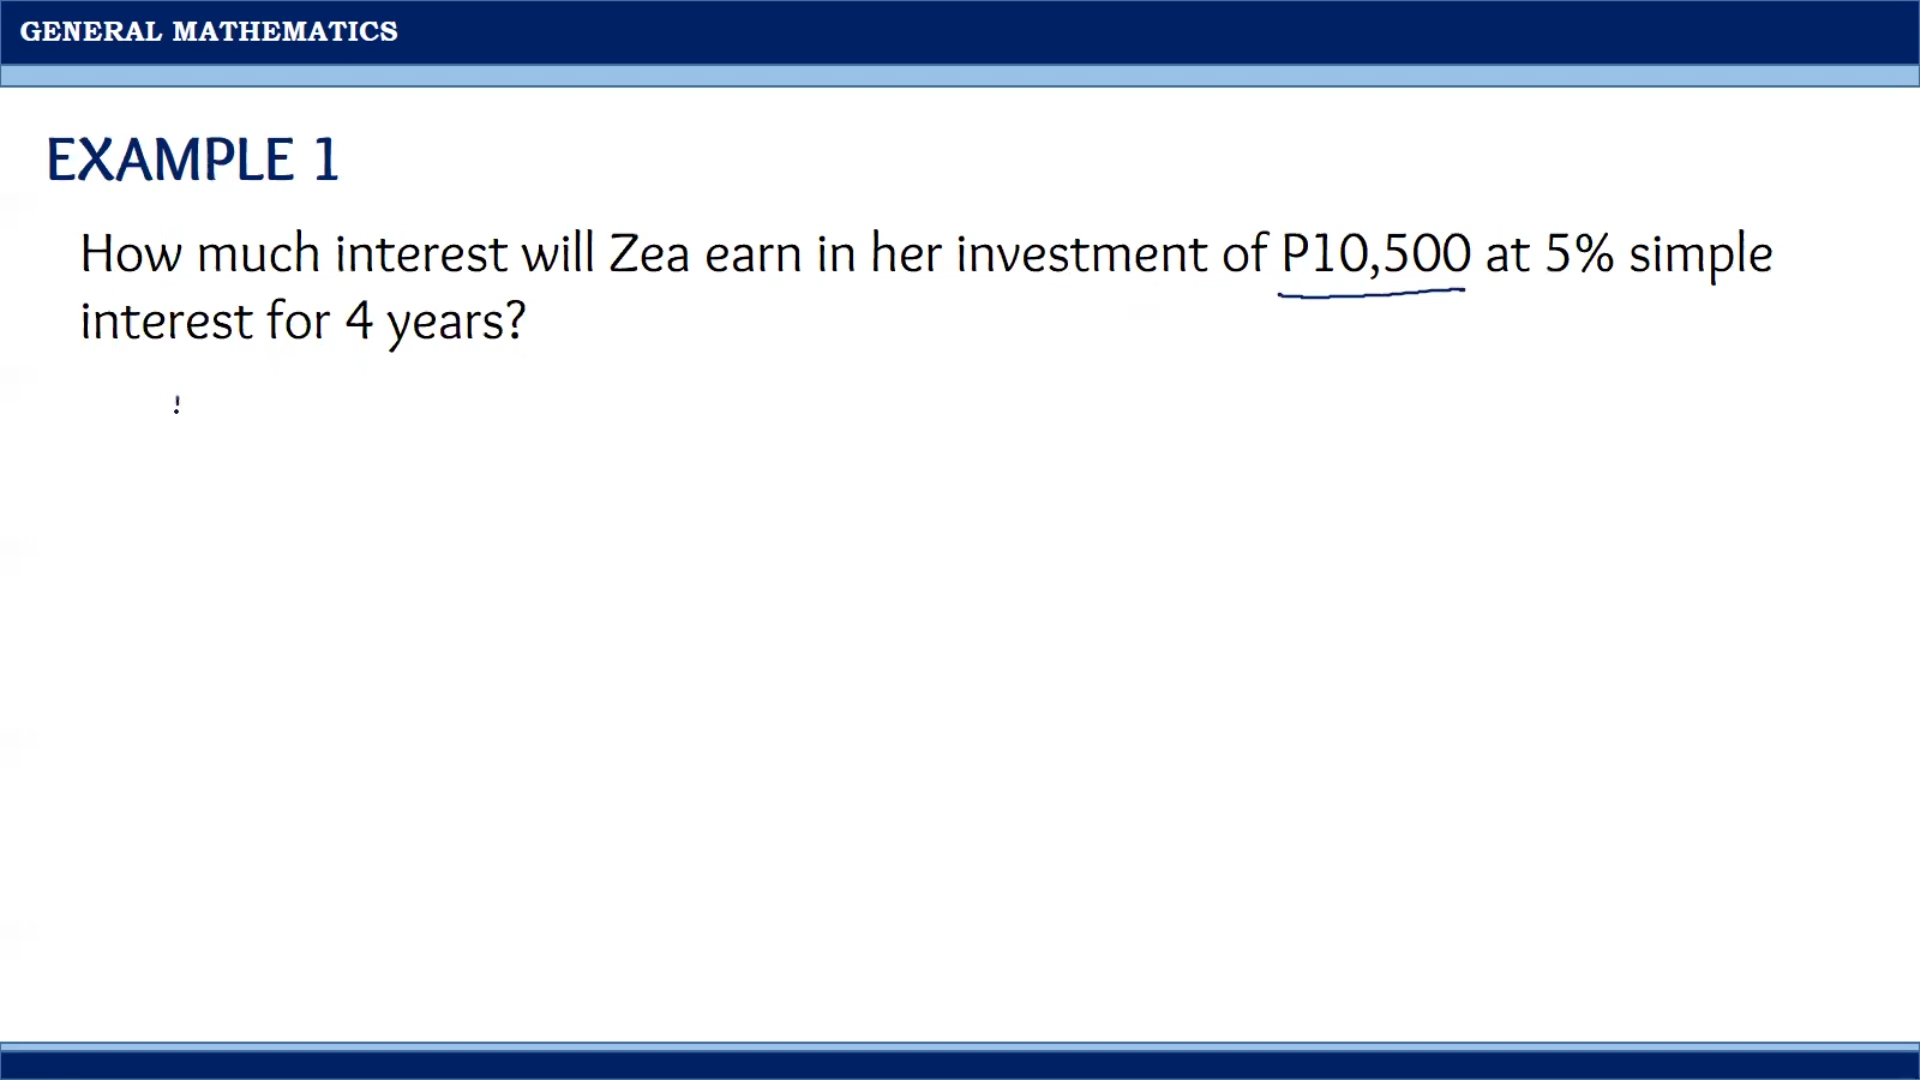 GENERAL MATHEMATICS
EXAMPLE 1
How much interest will Zea earn in her investment of P10,500 at 5% simple
interest for 4 years?